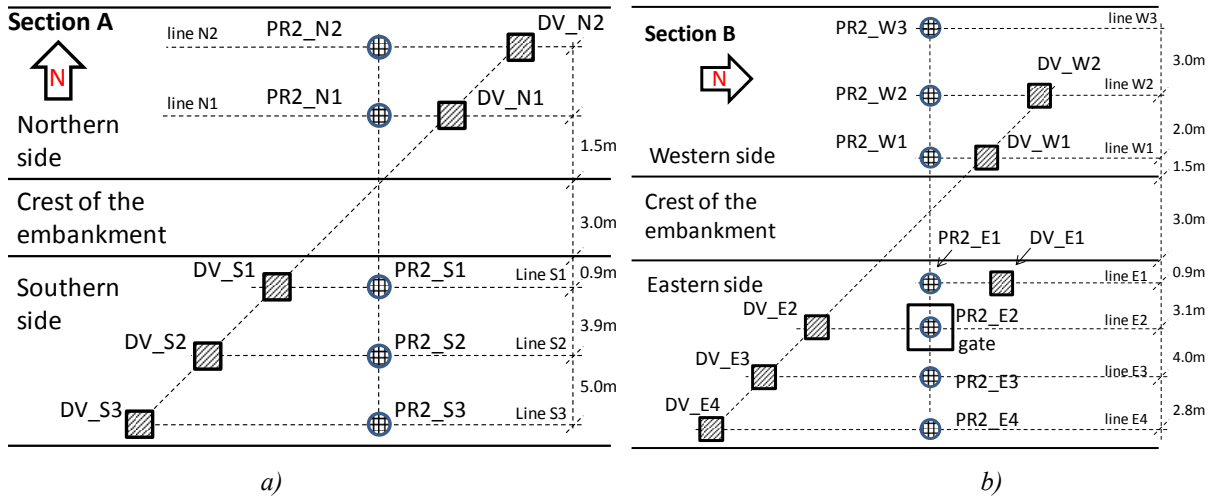 Section A
N
Northern
side
line N2
PR2_N2
DV_N2
line N1
PR2_N1
DV_N1
1.5m
Crest of the
embankment
3.0m
Southern
side
DV_S1
PR2_S1
Line S1
0.9m
DV_S2
PR2_S2
Line S2
3.9m
DV_S3
PR2_S3
Line S3
5.0m
a)
Section B
N
PR2_W3
line W3
3.0m
DV_W2
PR2_W2
line W2
2.0m
Western side
PR2_W1
DV_W1
line W1
1.5m
Crest of the
embankment
3.0m
PR2_E1
DV_E1
Eastern side
line E1
0.9m
DV_E2
PR2_E2
gate
line E2
3.1m
DV_E3
PR2_E3
line E3
4.0m
DV_E4
PR2_E4
line E4
2.8m
b)